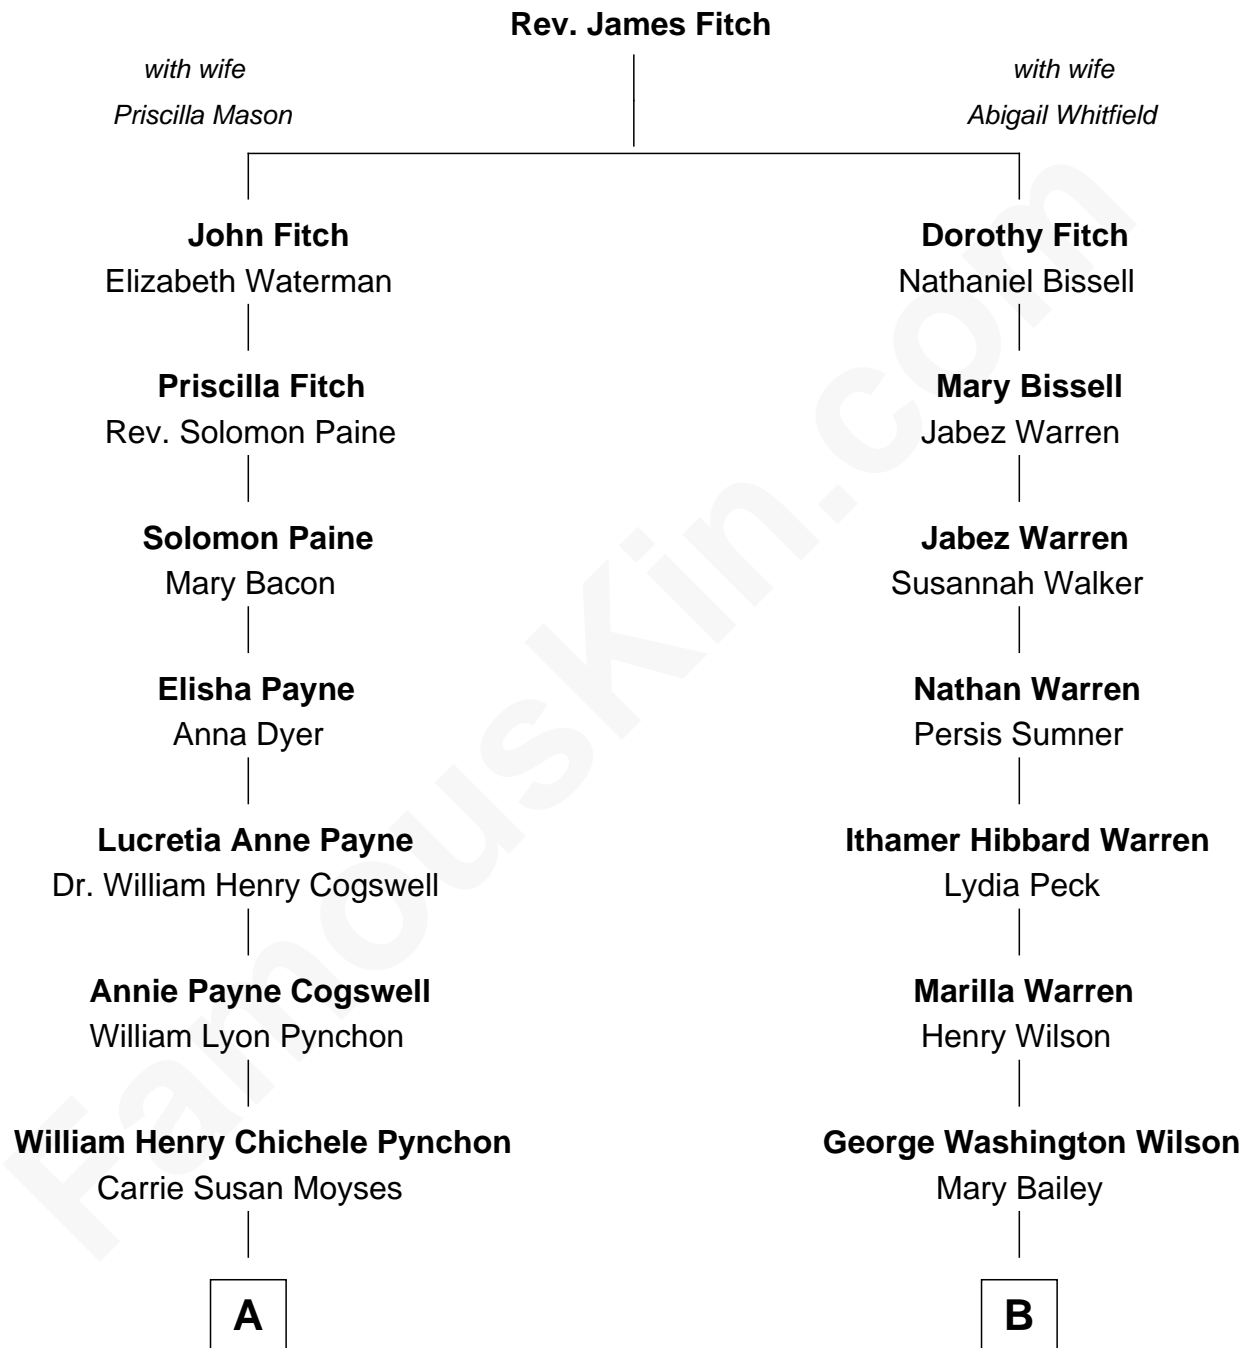 Rev. James Fitch
with wife
Priscilla Mason
with wife
Abigail Whitfield
John Fitch
Elizabeth Waterman
Dorothy Fitch
Nathaniel Bissell
Priscilla Fitch
Rev. Solomon Paine
Mary Bissell
Jabez Warren
Solomon Paine
Mary Bacon
Jabez Warren
Susannah Walker
Elisha Payne
Anna Dyer
Nathan Warren
Persis Sumner
Lucretia Anne Payne
Dr. William Henry Cogswell
Ithamer Hibbard Warren
Lydia Peck
Annie Payne Cogswell
William Lyon Pynchon
Marilla Warren
Henry Wilson
William Henry Chichele Pynchon
Carrie Susan Moyses
George Washington Wilson
Mary Bailey
A
B
FamousKin.com